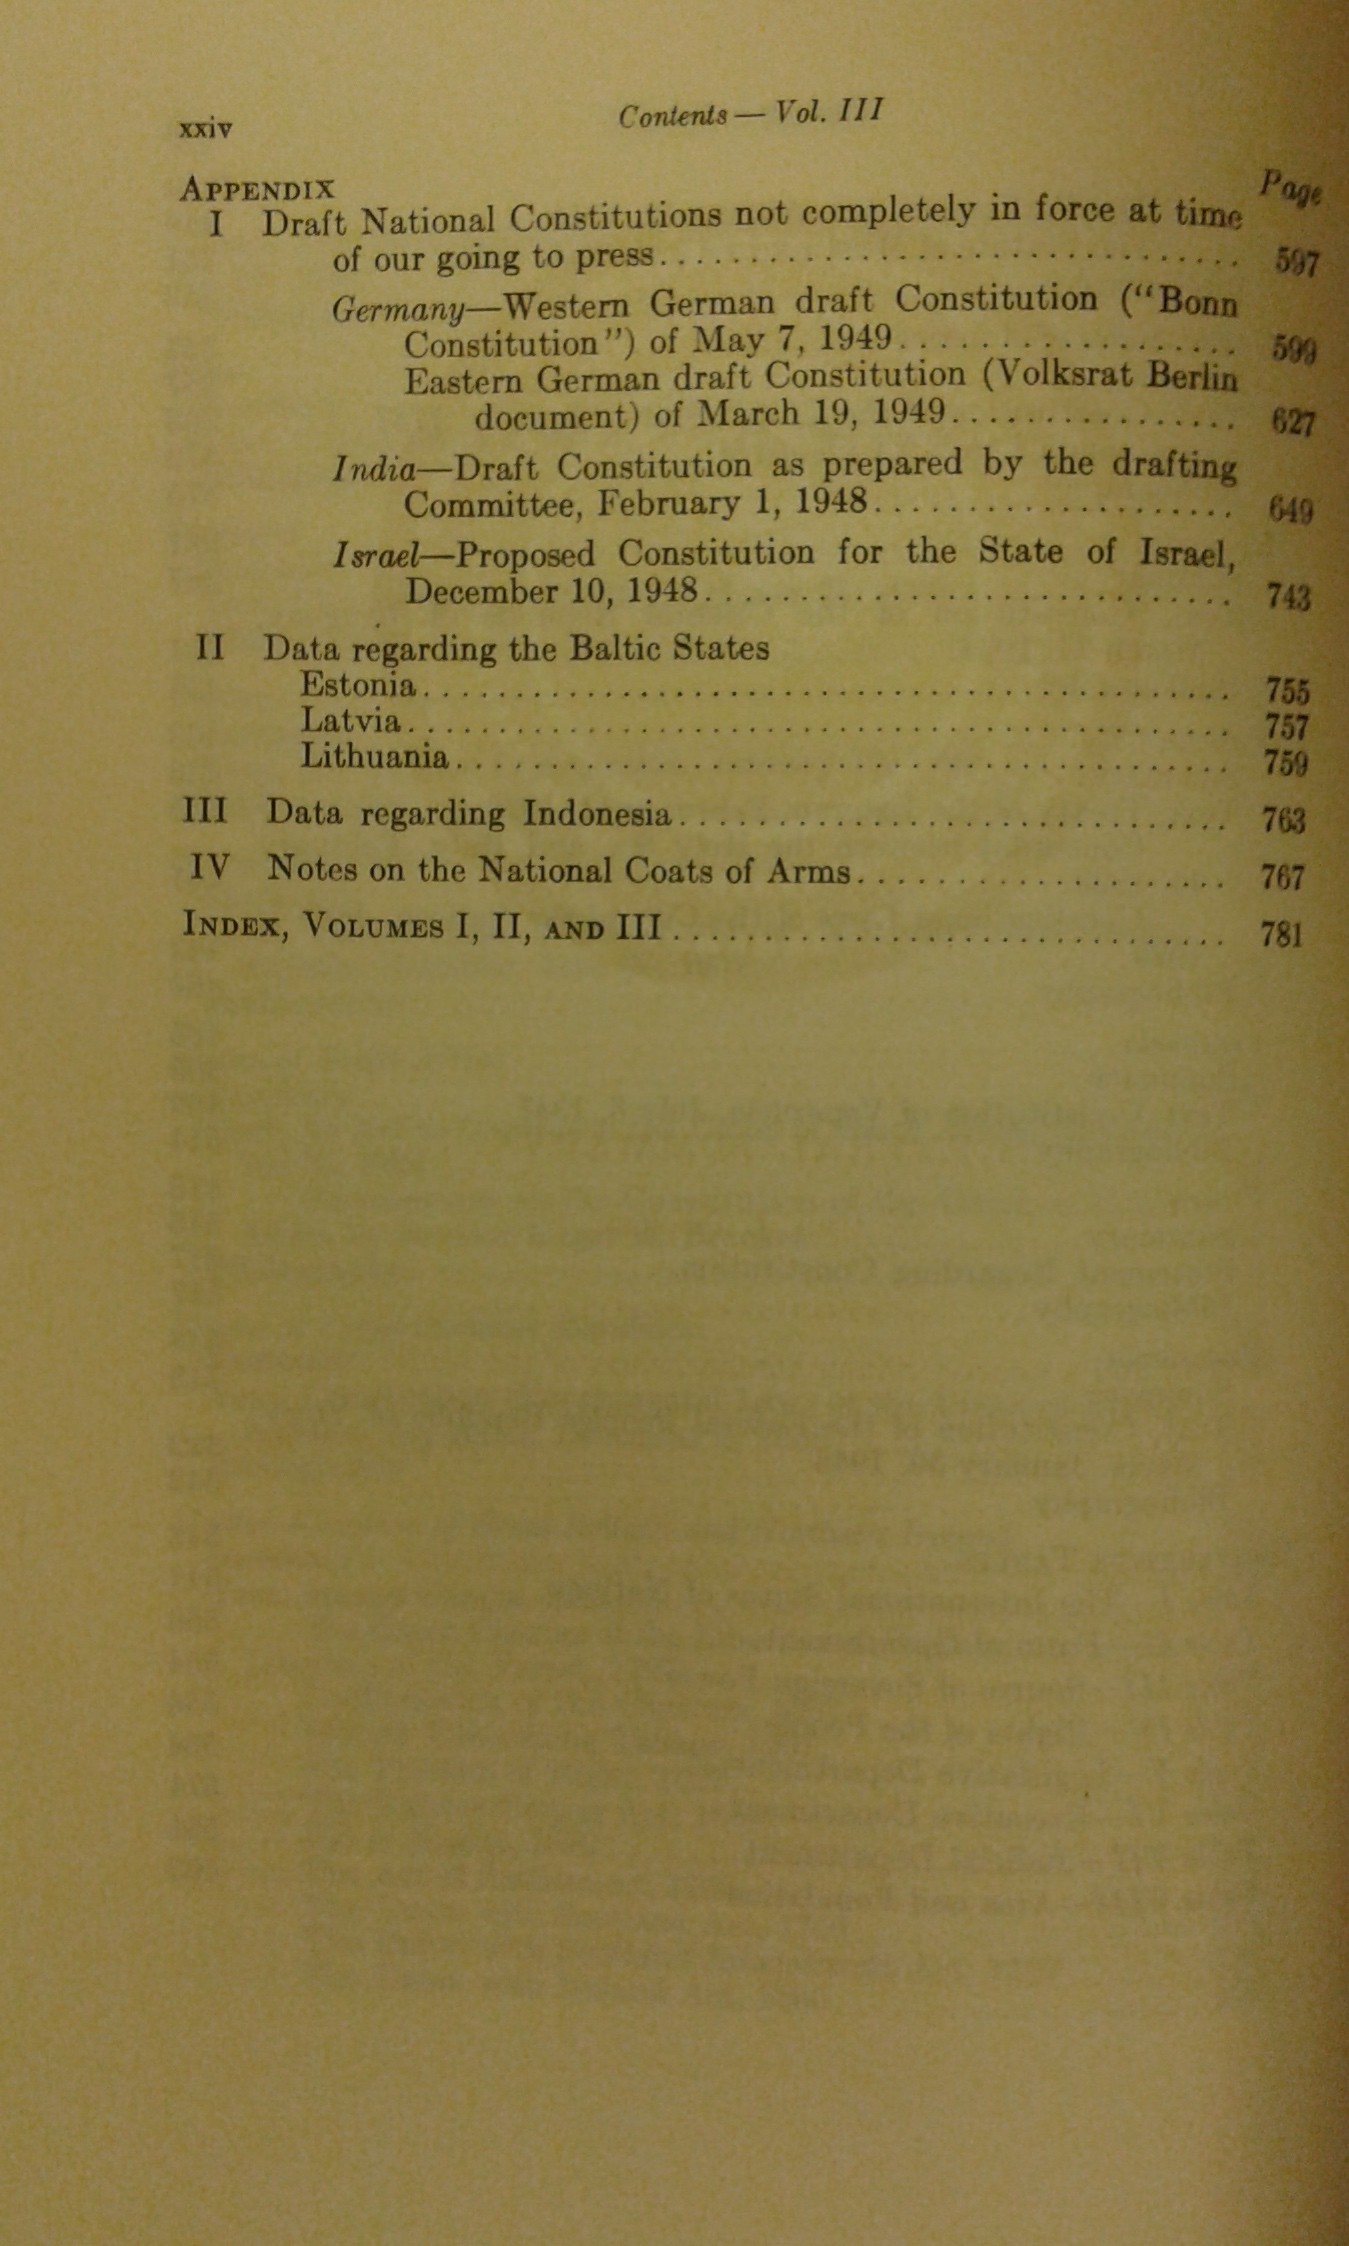 xxiv
Contents — Vol. III
APPENDIX Page
I Draft National Constitutions not completely in force at time
of our going to press.............................. 597
Germany—Western German draft Constitution ("Bonn
Constitution") of May 7, 1949.................. 599
Eastern German draft Constitution (Volksrat Berlin
document) of March 19, 1949................ 627
India—Draft Constitution as prepared by the drafting
Committee, February 1, 1948.................... 649
Israel—Proposed Constitution for the State of Israel,
December 10, 1948............................. 743
II Data regarding the Baltic States
Estonia............................................ 755
Latvia............................................. 757
Lithuania.......................................... 759
III Data regarding Indonesia.............................. 763
IV Notes on the National Coats of Arms.................... 767
INDEX, VOLUMES I, II, AND III.............................. 781